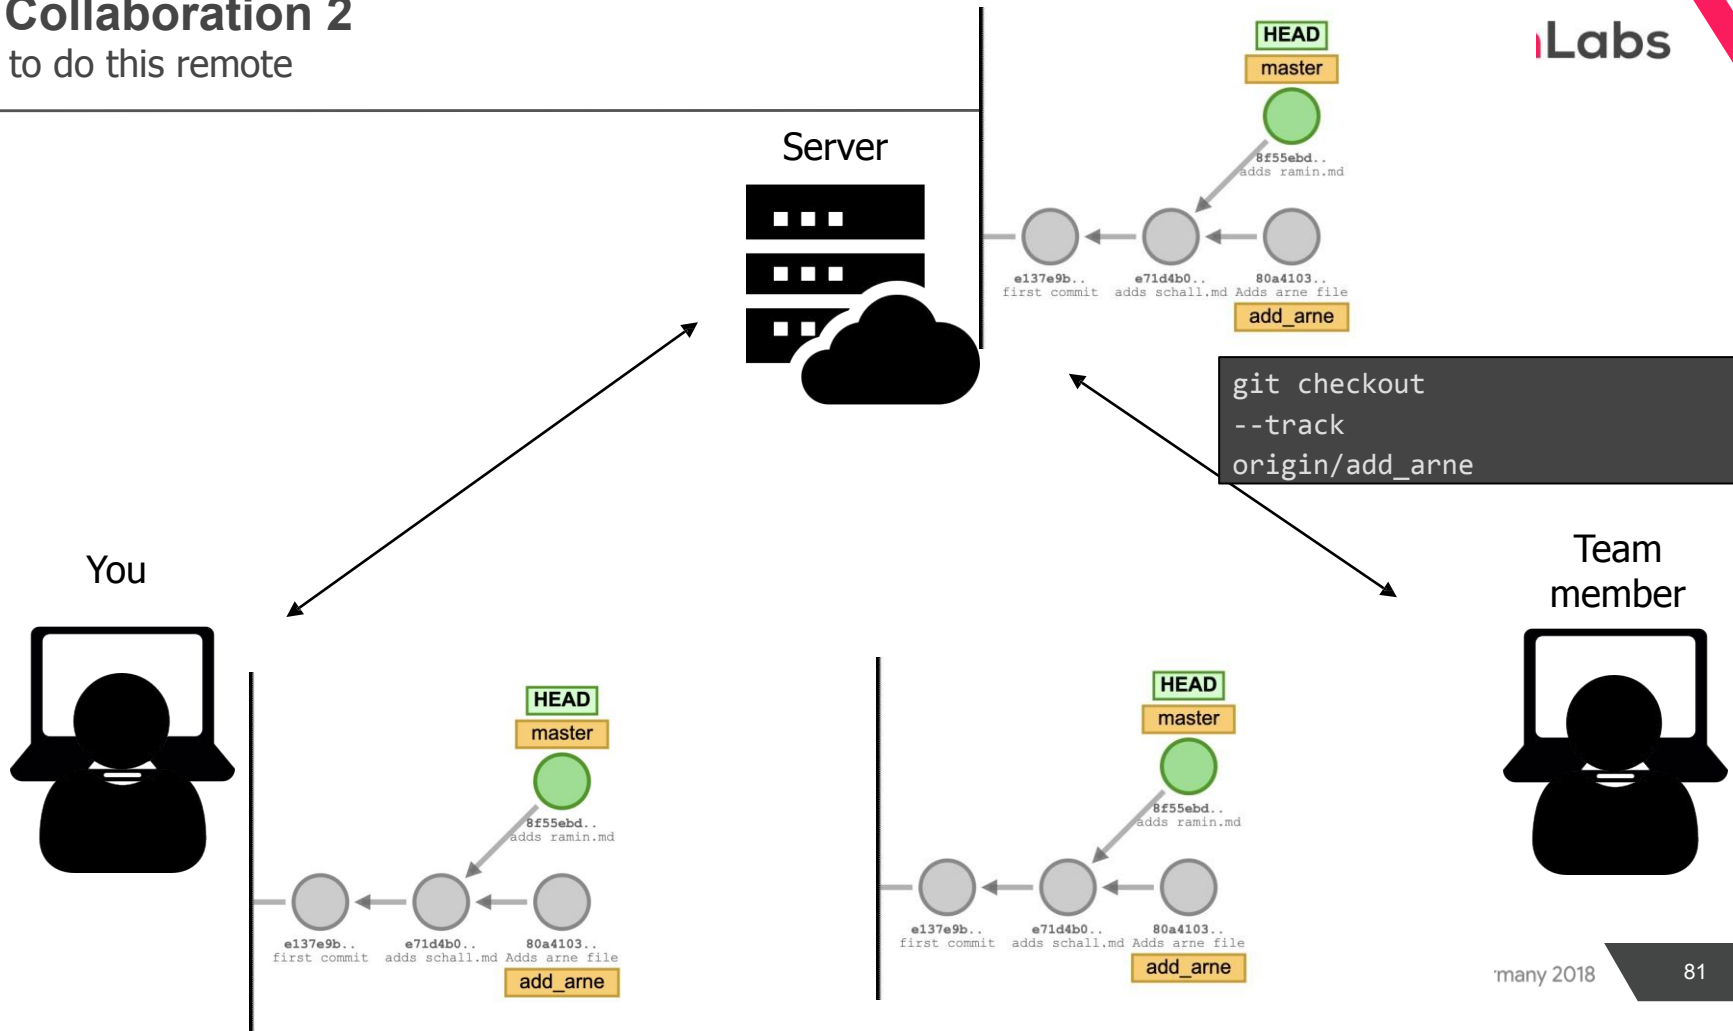 Collaboration 2
to do this remote
Labs
Server
HEAD
master
8f55ebd..
adds ramin.md
e137e9b.. e71d4b0.. 80a4103..
first commit adds schall.md Adds arne file
add_arne
git checkout
--track
origin/add_arne
You
Team
member
HEAD
master
8f55ebd..
adds ramin.md
e137e9b.. e71d4b0.. 80a4103..
first commit adds schall.md Adds arne file
add_arne
HEAD
master
8f55ebd..
adds ramin.md
e137e9b.. e71d4b0.. 80a4103..
first commit adds schall.md Adds arne file
add_arne
many 2018
81